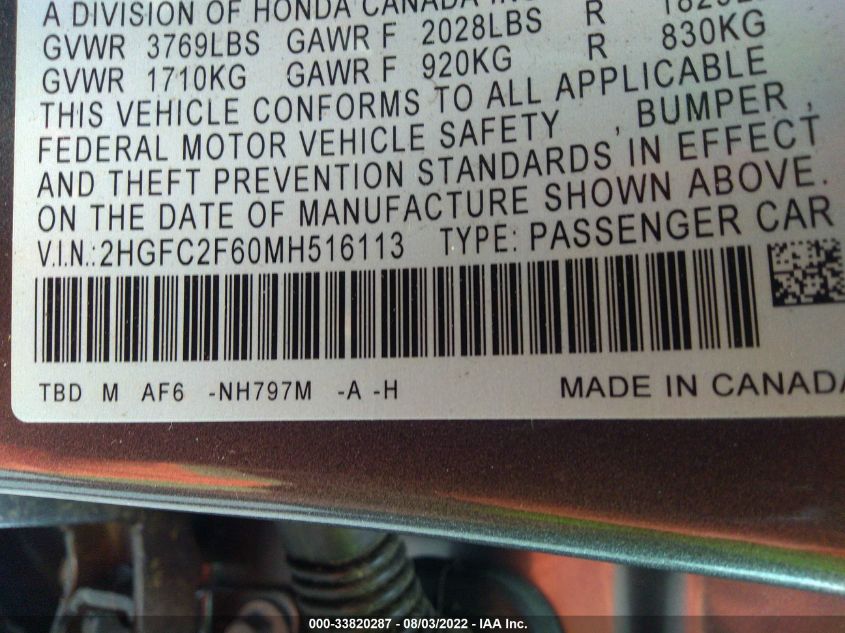 A DIVISION OF HONDA CANADA INC
GVWR 3769LBS GAWR F 2028LBS R
GVWR 1710KG GAWR F 920KG R 830KG
THIS VEHICLE CONFORMS TO ALL APPLICABLE
FEDERAL MOTOR VEHICLE SAFETY , BUMPER ,
AND THEFT PREVENTION STANDARDS IN EFFECT
ON THE DATE OF MANUFACTURE SHOWN ABOVE.
V.I.N.:2HGFC2F60MH516113 TYPE: PASSENGER CAR
TBD M AF6 -NH797M -A -H MADE IN CANADA
000-33820287 - 08/03/2022 - IAA Inc.